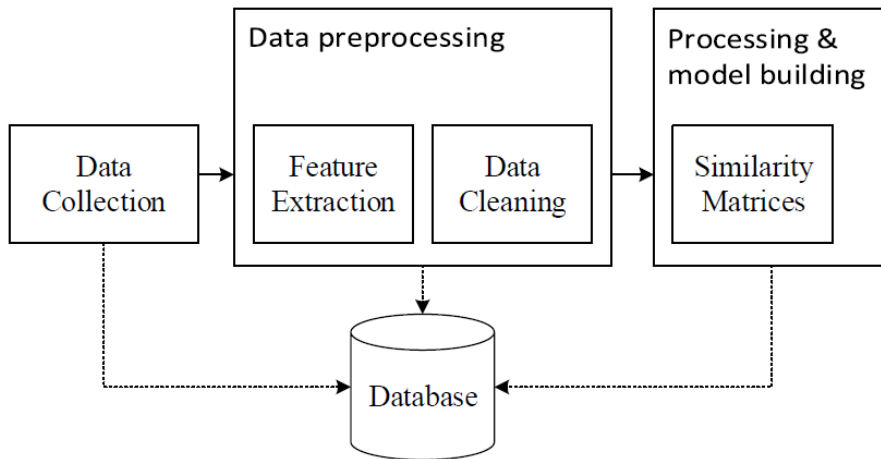 Data preprocessing
Processing &
model building
Data
Collection
Feature
Extraction
Data
Cleaning
Similarity
Matrices
Database